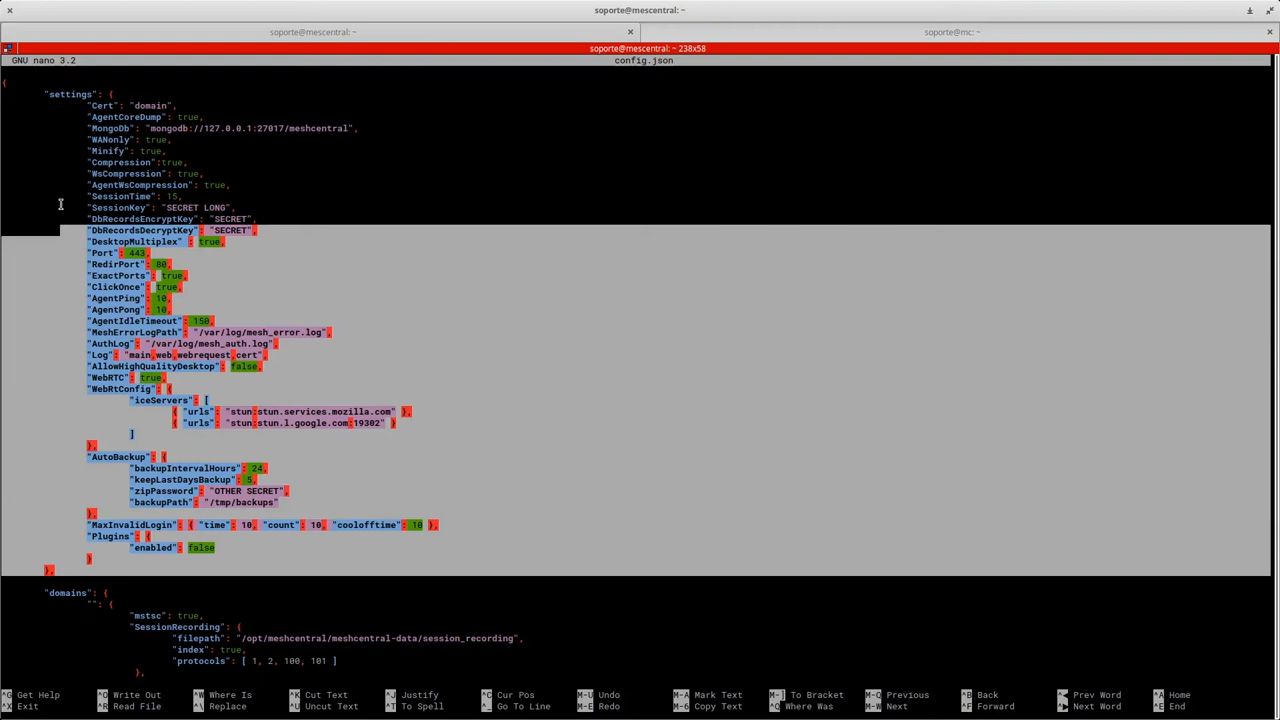 soporte@mescentral: ~
soporte@mescentral: ~
soporte@mc: ~
soporte@mescentral: ~ 238x58
GNU nano 3.2 config.json
{
"settings": {
"Cert": "domain",
"AgentCoreDump": true,
"MongoDb": "mongodb://127.0.0.1:27017/meshcentral",
"WANonly": true,
"Minify": true,
"Compression":true,
"WsCompression": true,
"AgentWsCompression": true,
"SessionTime": 15,
"SessionKey": "SECRET LONG",
"DbRecordsEncryptKey": "SECRET",
"DbRecordsDecryptKey": "SECRET",
"DesktopMultiplex" : true,
"Port": 443,
"RedirPort": 80,
"ExactPorts": true,
"ClickOnce": true,
"AgentPing": 10,
"AgentPong": 10,
"AgentIdleTimeout": 150,
"MeshErrorLogPath": "/var/log/mesh_error.log",
"AuthLog": "/var/log/mesh_auth.log",
"Log": "main,web,webrequest,cert",
"AllowHighQualityDesktop": false,
"WebRTC": true,
"WebRtConfig": {
"iceServers": [
{ "urls": "stun:stun.services.mozilla.com" },
{ "urls": "stun:stun.l.google.com:19302" }
]
},
"AutoBackup": {
"backupIntervalHours": 24,
"keepLastDaysBackup": 5,
"zipPassword": "OTHER SECRET",
"backupPath": "/tmp/backups"
},
"MaxInvalidLogin": { "time": 10, "count": 10, "coolofftime": 10 },
"Plugins": {
"enabled": false
}
},
"domains": {
"": {
"mstsc": true,
"SessionRecording": {
"filepath": "/opt/meshcentral/meshcentral-data/session_recording",
"index": true,
"protocols": [ 1, 2, 100, 101 ]
},
^G Get Help ^O Write Out ^W Where Is ^K Cut Text ^J Justify ^C Cur Pos M-U Undo M-A Mark Text M-] To Bracket M-Q Previous ^B Back ^◀ Prev Word ^A Home
^X Exit ^R Read File ^\ Replace ^U Uncut Text ^T To Spell ^_ Go To Line M-E Redo M-6 Copy Text ^Q Where Was M-W Next ^F Forward ^▶ Next Word ^E End